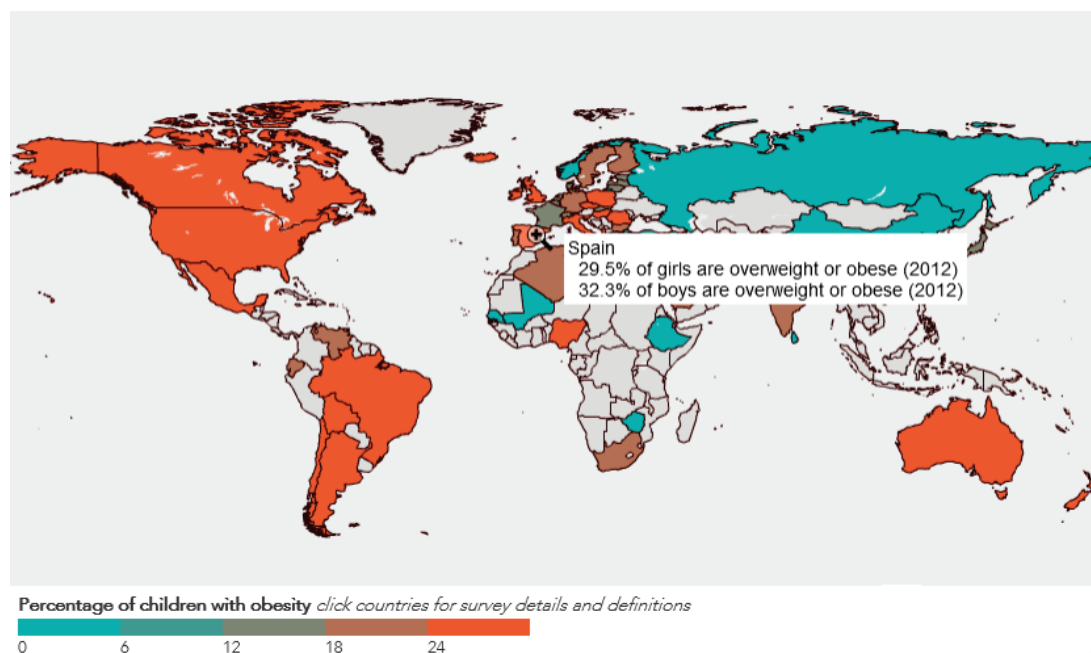 Spain
29.5% of girls are overweight or obese (2012)
32.3% of boys are overweight or obese (2012)
Percentage of children with obesity click countries for survey details and definitions
0 6 12 18 24